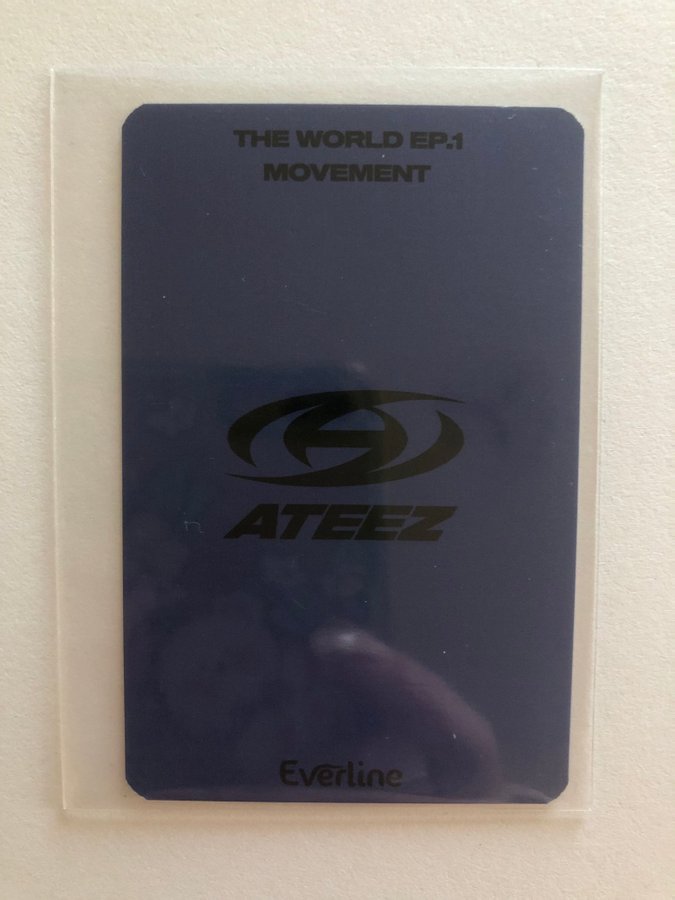 THE WORLD EP.1
MOVEMENT
ATEEZ
Everline